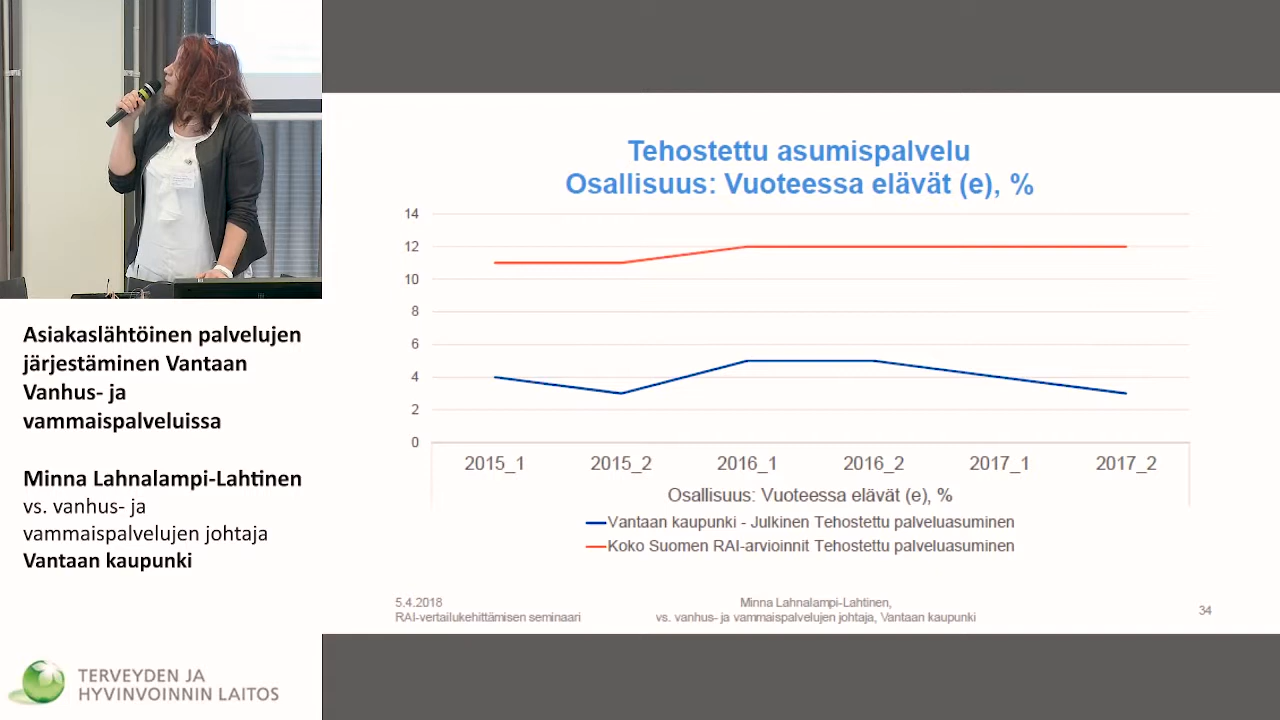 Asiakaslähtöinen palvelujen
järjestäminen Vantaan
Vanhus- ja
vammaispalveluissa
Minna Lahnalampi-Lahtinen
vs. vanhus- ja
vammaispalvelujen johtaja
Vantaan kaupunki
TERVEYDEN JA
HYVINVOINNIN LAITOS
Tehostettu asumispalvelu
Osallisuus: Vuoteessa elävät (e), %
14
12
10
8
6
4
2
0
2015_1 2015_2 2016_1 2016_2 2017_1 2017_2
Osallisuus: Vuoteessa elävät (e), %
Vantaan kaupunki - Julkinen Tehostettu palveluasuminen
Koko Suomen RAI-arvioinnit Tehostettu palveluasuminen
5.4.2018
RAI-vertailukehittämisen seminaari
Minna Lahnalampi-Lahtinen,
vs. vanhus- ja vammaispalvelujen johtaja, Vantaan kaupunki
34